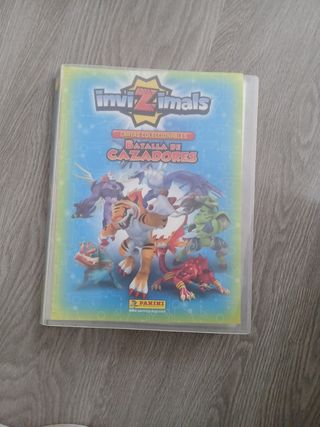 inviZimals
CARTAS COLECCIONABLES
BATALLA DE
CAZADORES
PANINI